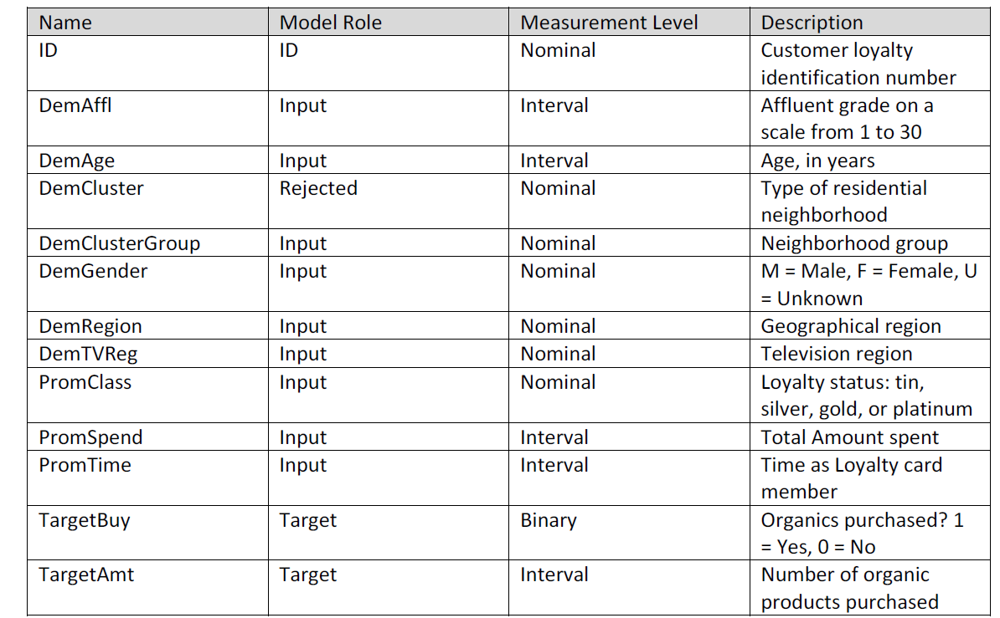 Name Model Role Measurement Level Description
ID ID Nominal Customer loyalty
identification number
DemAffl Input Interval Affluent grade on a
scale from 1 to 30
DemAge Input Interval Age, in years
DemCluster Rejected Nominal Type of residential
neighborhood
DemClusterGroup Input Nominal Neighborhood group
DemGender Input Nominal M = Male, F = Female, U
= Unknown
DemRegion Input Nominal Geographical region
DemTVReg Input Nominal Television region
PromClass Input Nominal Loyalty status: tin,
silver, gold, or platinum
PromSpend Input Interval Total Amount spent
PromTime Input Interval Time as Loyalty card
member
TargetBuy Target Binary Organics purchased? 1
= Yes, 0 = No
TargetAmt Target Interval Number of organic
products purchased